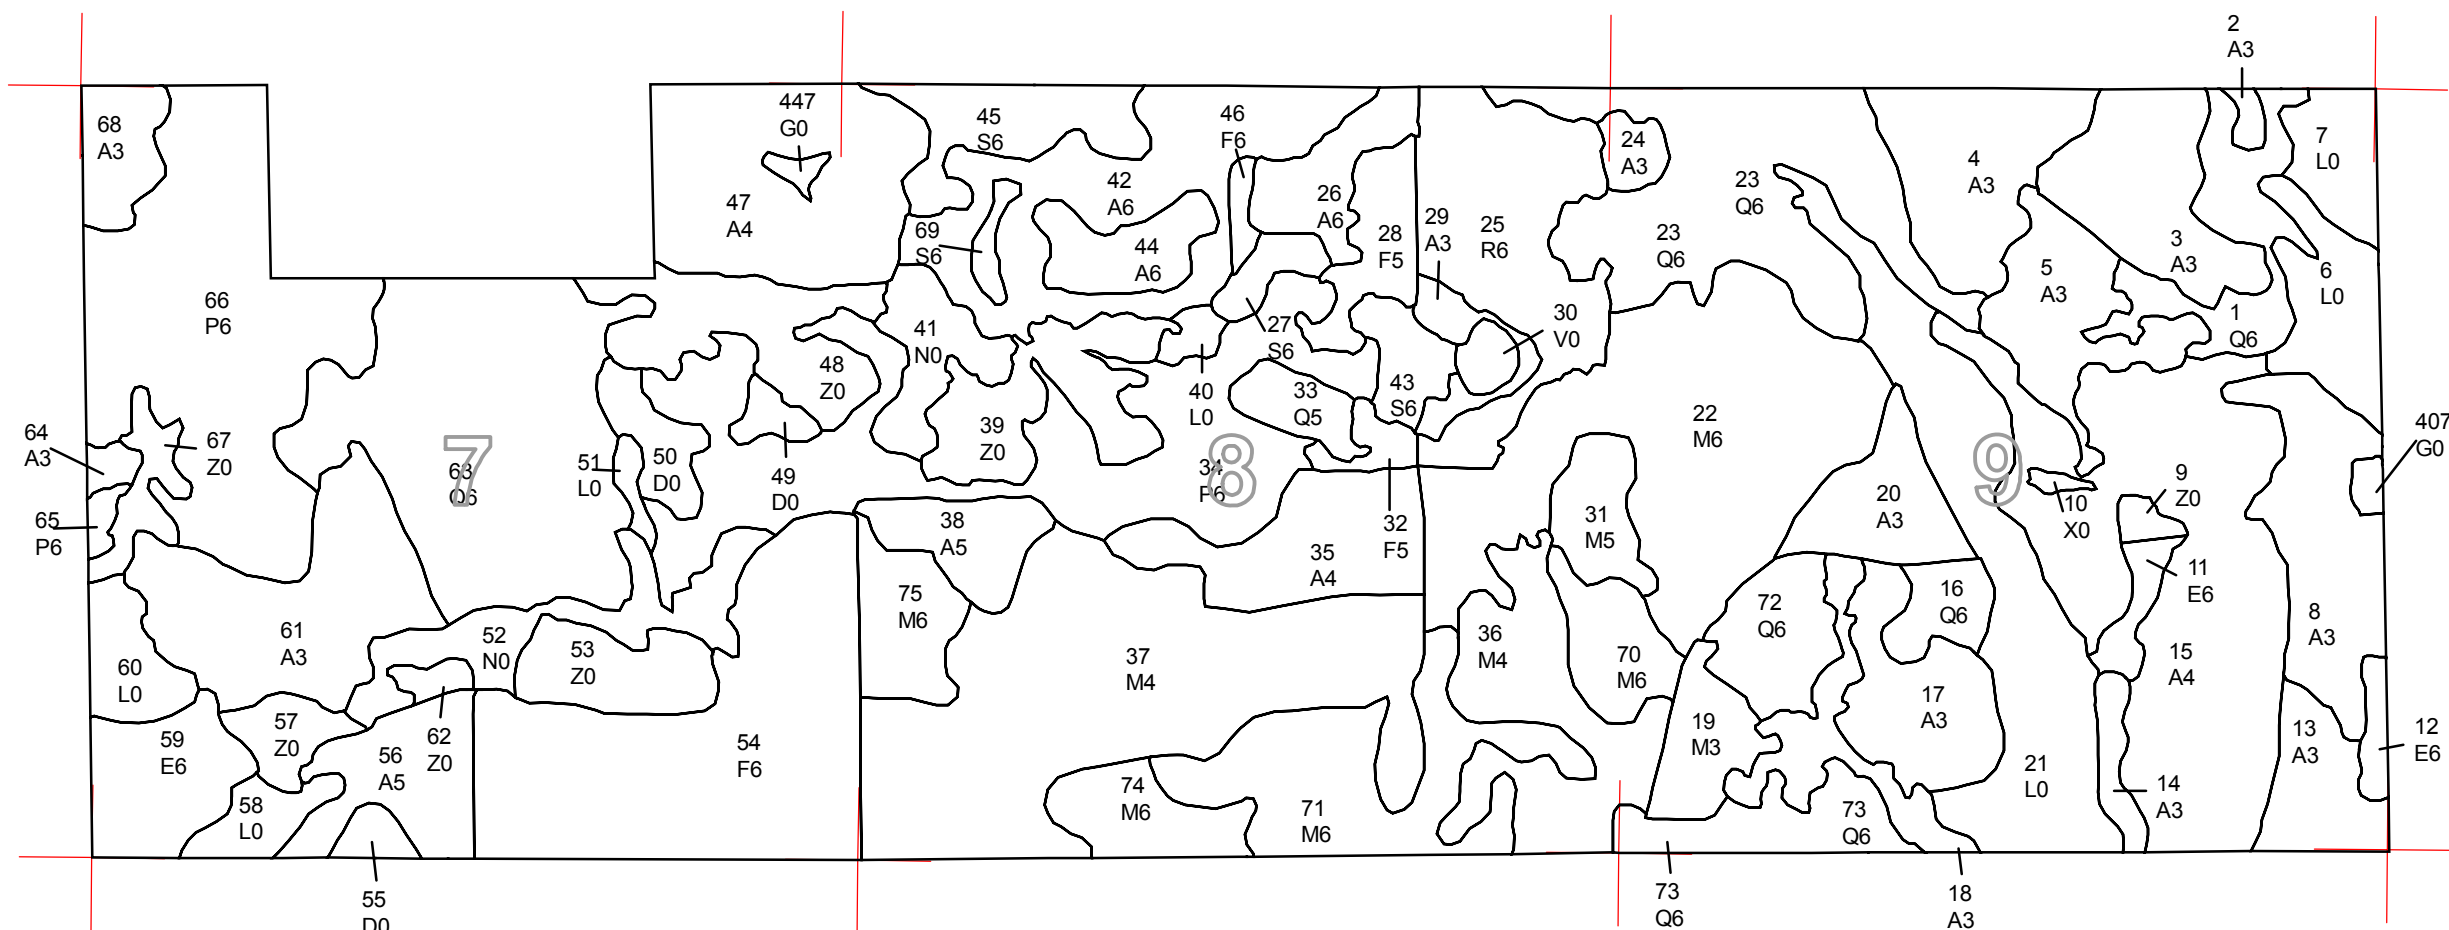 2
A3
68
A3
447
G0
45
S6
46
F6
24
A3
4
A3
7
L0
47
A4
42
A6
26
A6
23
Q6
69
S6
44
A6
28
F5
29
A3
25
R6
23
Q6
3
A3
5
A3
6
L0
66
P6
41
N0
27
S6
30
V0
1
Q6
48
Z0
40
L0
33
Q5
43
S6
22
M6
64
A3
67
Z0
7
63
Q6
51
L0
50
D0
49
D0
39
Z0
34
F6
8
9
407
G0
65
P6
38
A5
32
F5
31
M5
20
A3
10
X0
9
Z0
35
A4
11
E6
75
M6
72
Q6
16
Q6
61
A3
52
N0
53
Z0
36
M4
8
A3
60
L0
37
M4
70
M6
15
A4
57
Z0
62
Z0
17
A3
19
M3
59
E6
56
A5
54
F6
13
A3
12
E6
58
L0
74
M6
71
M6
73
Q6
21
L0
14
A3
55
D0
73
Q6
18
A3